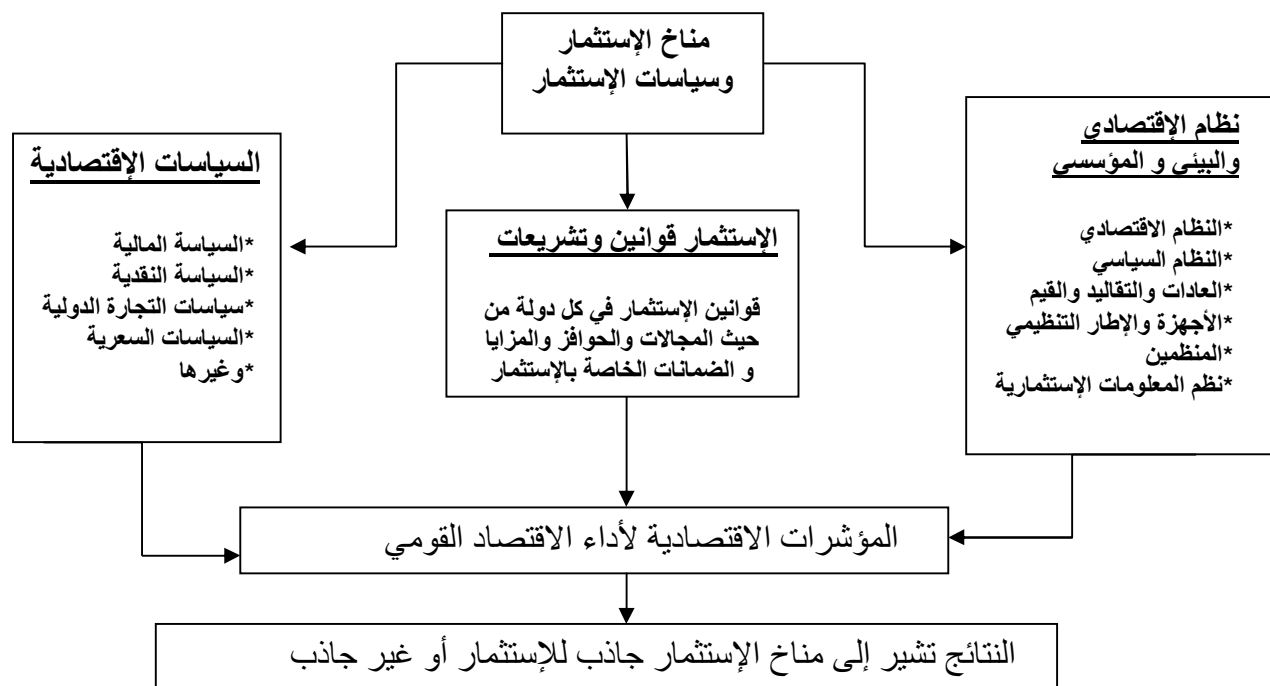 مناخ الإستثمار
وسياسات الإستثمار
نظام الإقتصادي
والبيئي و المؤسسي
*النظام الاقتصادي
*النظام السياسي
*العادات والتقاليد والقيم
*الأجهزة والإطار التنظيمي
*المنظمين
*نظم المعلومات الإستثمارية
الإستثمار قوانين وتشريعات
قوانين الإستثمار في كل دولة من
حيث المجالات والحوافز والمزايا
و الضمانات الخاصة بالإستثمار
السياسات الإقتصادية
*السياسة المالية
*السياسة النقدية
*سياسات التجارة الدولية
*السياسات السعرية
*وغيرها
المؤشرات الاقتصادية لأداء الاقتصاد القومي
النتائج تشير إلى مناخ الإستثمار جاذب للإستثمار أو غير جاذب